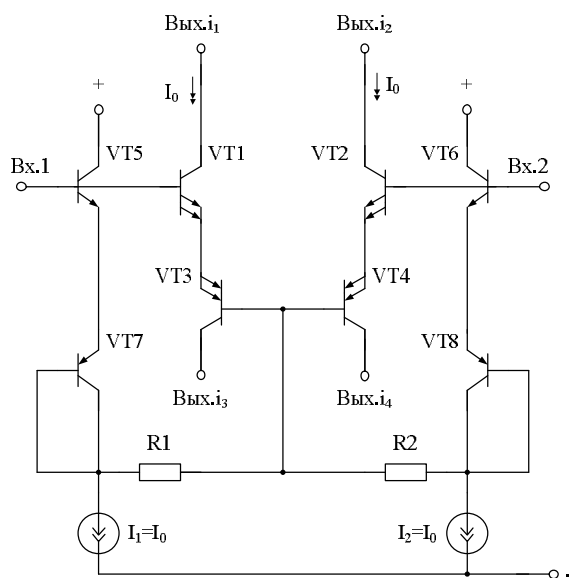 Вых.i₁ Вых.i₂
I₀ I₀
+ +
VT5 VT1 VT2 VT6
Вх.1 Вх.2
VT3 VT4
VT7 VT8
Вых.i₃ Вых.i₄
R1 R2
I₁=I₀ I₂=I₀
-